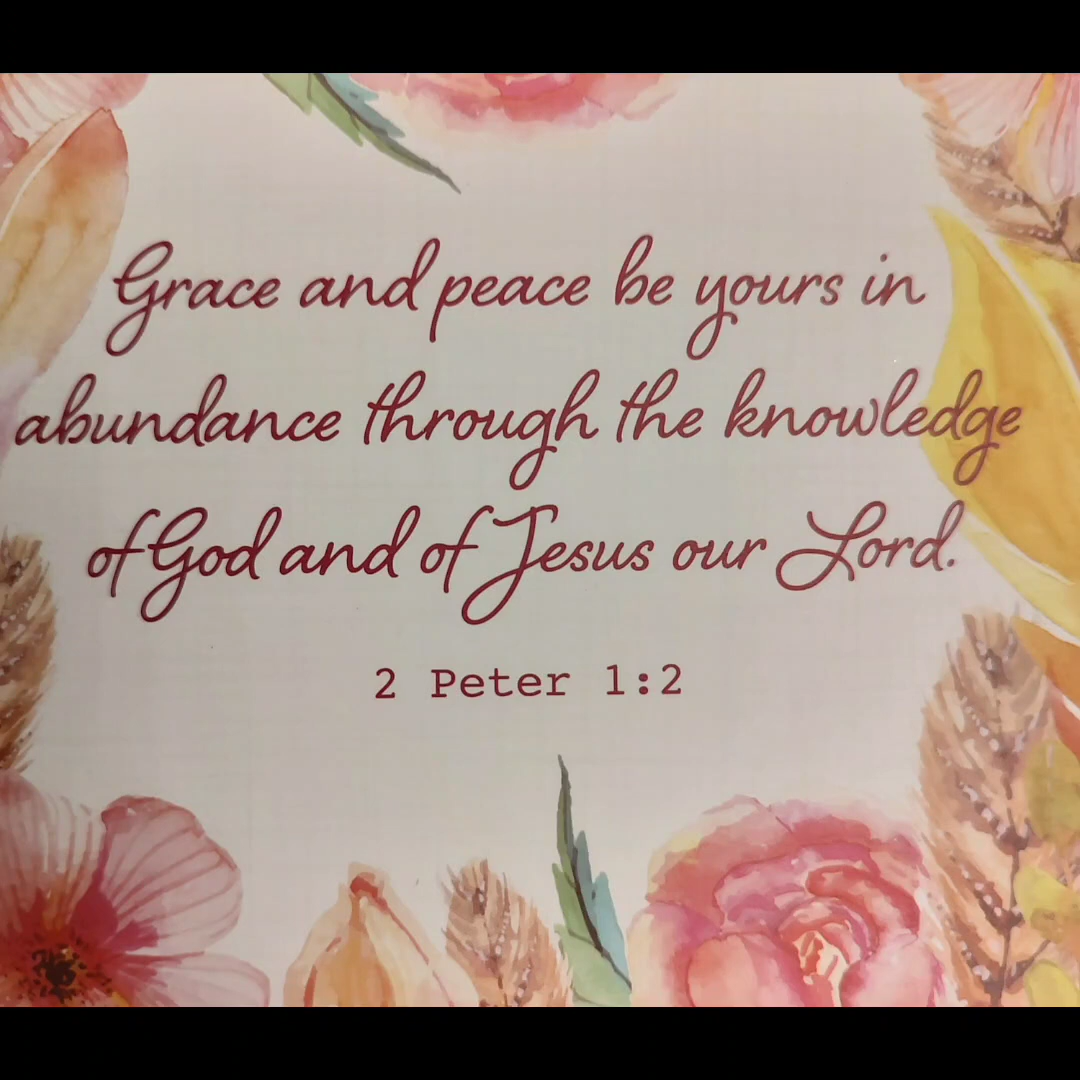 Grace and peace be yours in
abundance through the knowledge
of God and of Jesus our Lord.
2 Peter 1:2